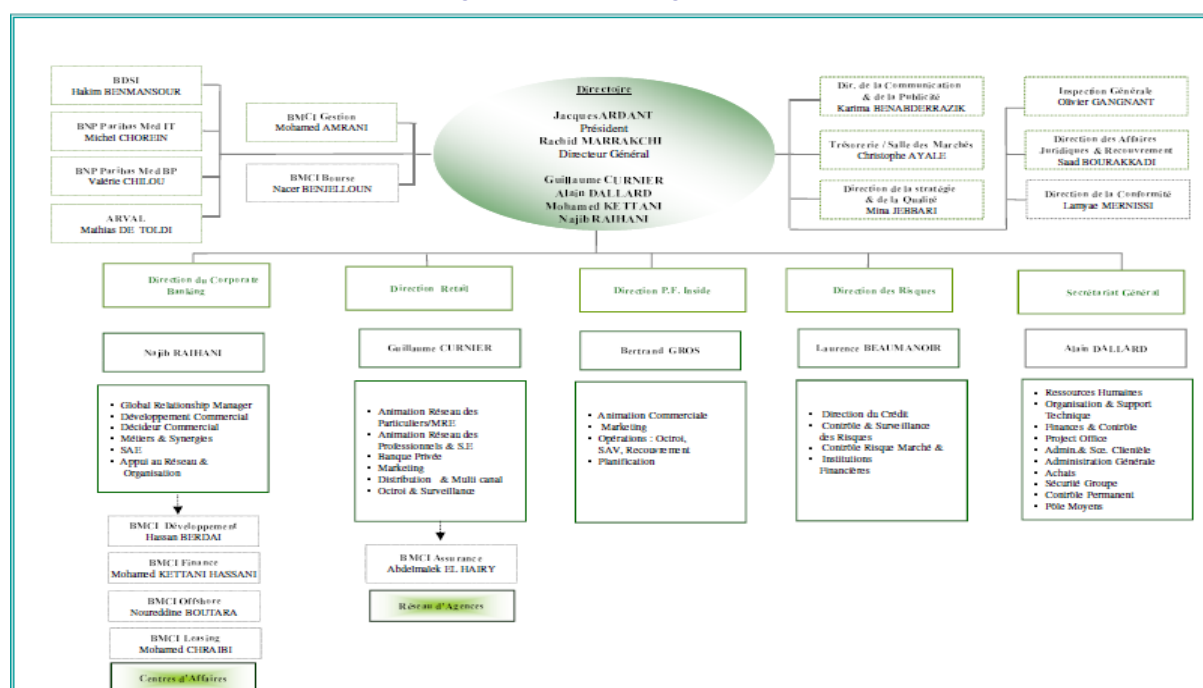 BDSI
Hakim BENMANSOUR
BNP Paribas Med IT
Michel CHOREIN
BNP Paribas Med BP
Valérie CHILOU
ARVAL
Mathias DE TOLDI
BMCI Gestion
Mohamed AMRANI
BMCI Bourse
Nacer BENJELLOUN
Directoire
Jacques ARDANT
Président
Rachid MARRAKCHI
Directeur Général
Guillaume CURNIER
Alain DALLARD
Mohamed KETTANI
Najib RAIHANI
Dir. de la Communication
& de la Publicité
Karima BENABDERRAZIK
Trésorerie / Salle des Marchés
Christophe AYALE
Direction de la stratégie
& de la Qualité
Mina JEBBARI
Inspection Générale
Olivier GANGNANT
Direction des Affaires
Juridiques & Recouvrement
Saad BOURAKKADI
Direction de la Conformité
Lamyae MERNISSI
Direction du Corporate
Banking
Najib RAIHANI
▪ Global Relationship Manager
▪ Développement Commercial
▪ Décideur Commercial
▪ Métiers & Synergies
▪ SAE
▪ Appui au Réseau &
Organisation
BMCI Développement
Hassan BERDAI
BMCI Finance
Mohamed KETTANI HASSANI
BMCI Offshore
Noureddine BOUTARA
BMCI Leasing
Mohamed CHRAIBI
Centres d'Affaires
Direction Retail
Guillaume CURNIER
▪ Animation Réseau des
Particuliers/MRE
▪ Animation Réseau des
Professionnels & S.E
▪ Banque Privée
▪ Marketing
▪ Distribution & Multi canal
▪ Octroi & Surveillance
BMCI Assurance
Abdelmalek EL HAIRY
Réseau d'Agences
Direction P.F. Inside
Bertrand GROS
▪ Animation Commerciale
▪ Marketing
▪ Opérations : Octroi,
SAV, Recouvrement
▪ Planification
Direction des Risques
Laurence BEAUMANOIR
▪ Direction du Crédit
▪ Contrôle & Surveillance
des Risques
▪ Contrôle Risque Marché &
▪ Institutions
Financières
Secrétariat Général
Alain DALLARD
▪ Ressources Humaines
▪ Organisation & Support
Technique
▪ Finances & Contrôle
▪ Project Office
▪ Admin.& Sce. Clientèle
▪ Administration Générale
▪ Achats
▪ Sécurité Groupe
▪ Contrôle Permanent
▪ Pôle Moyens